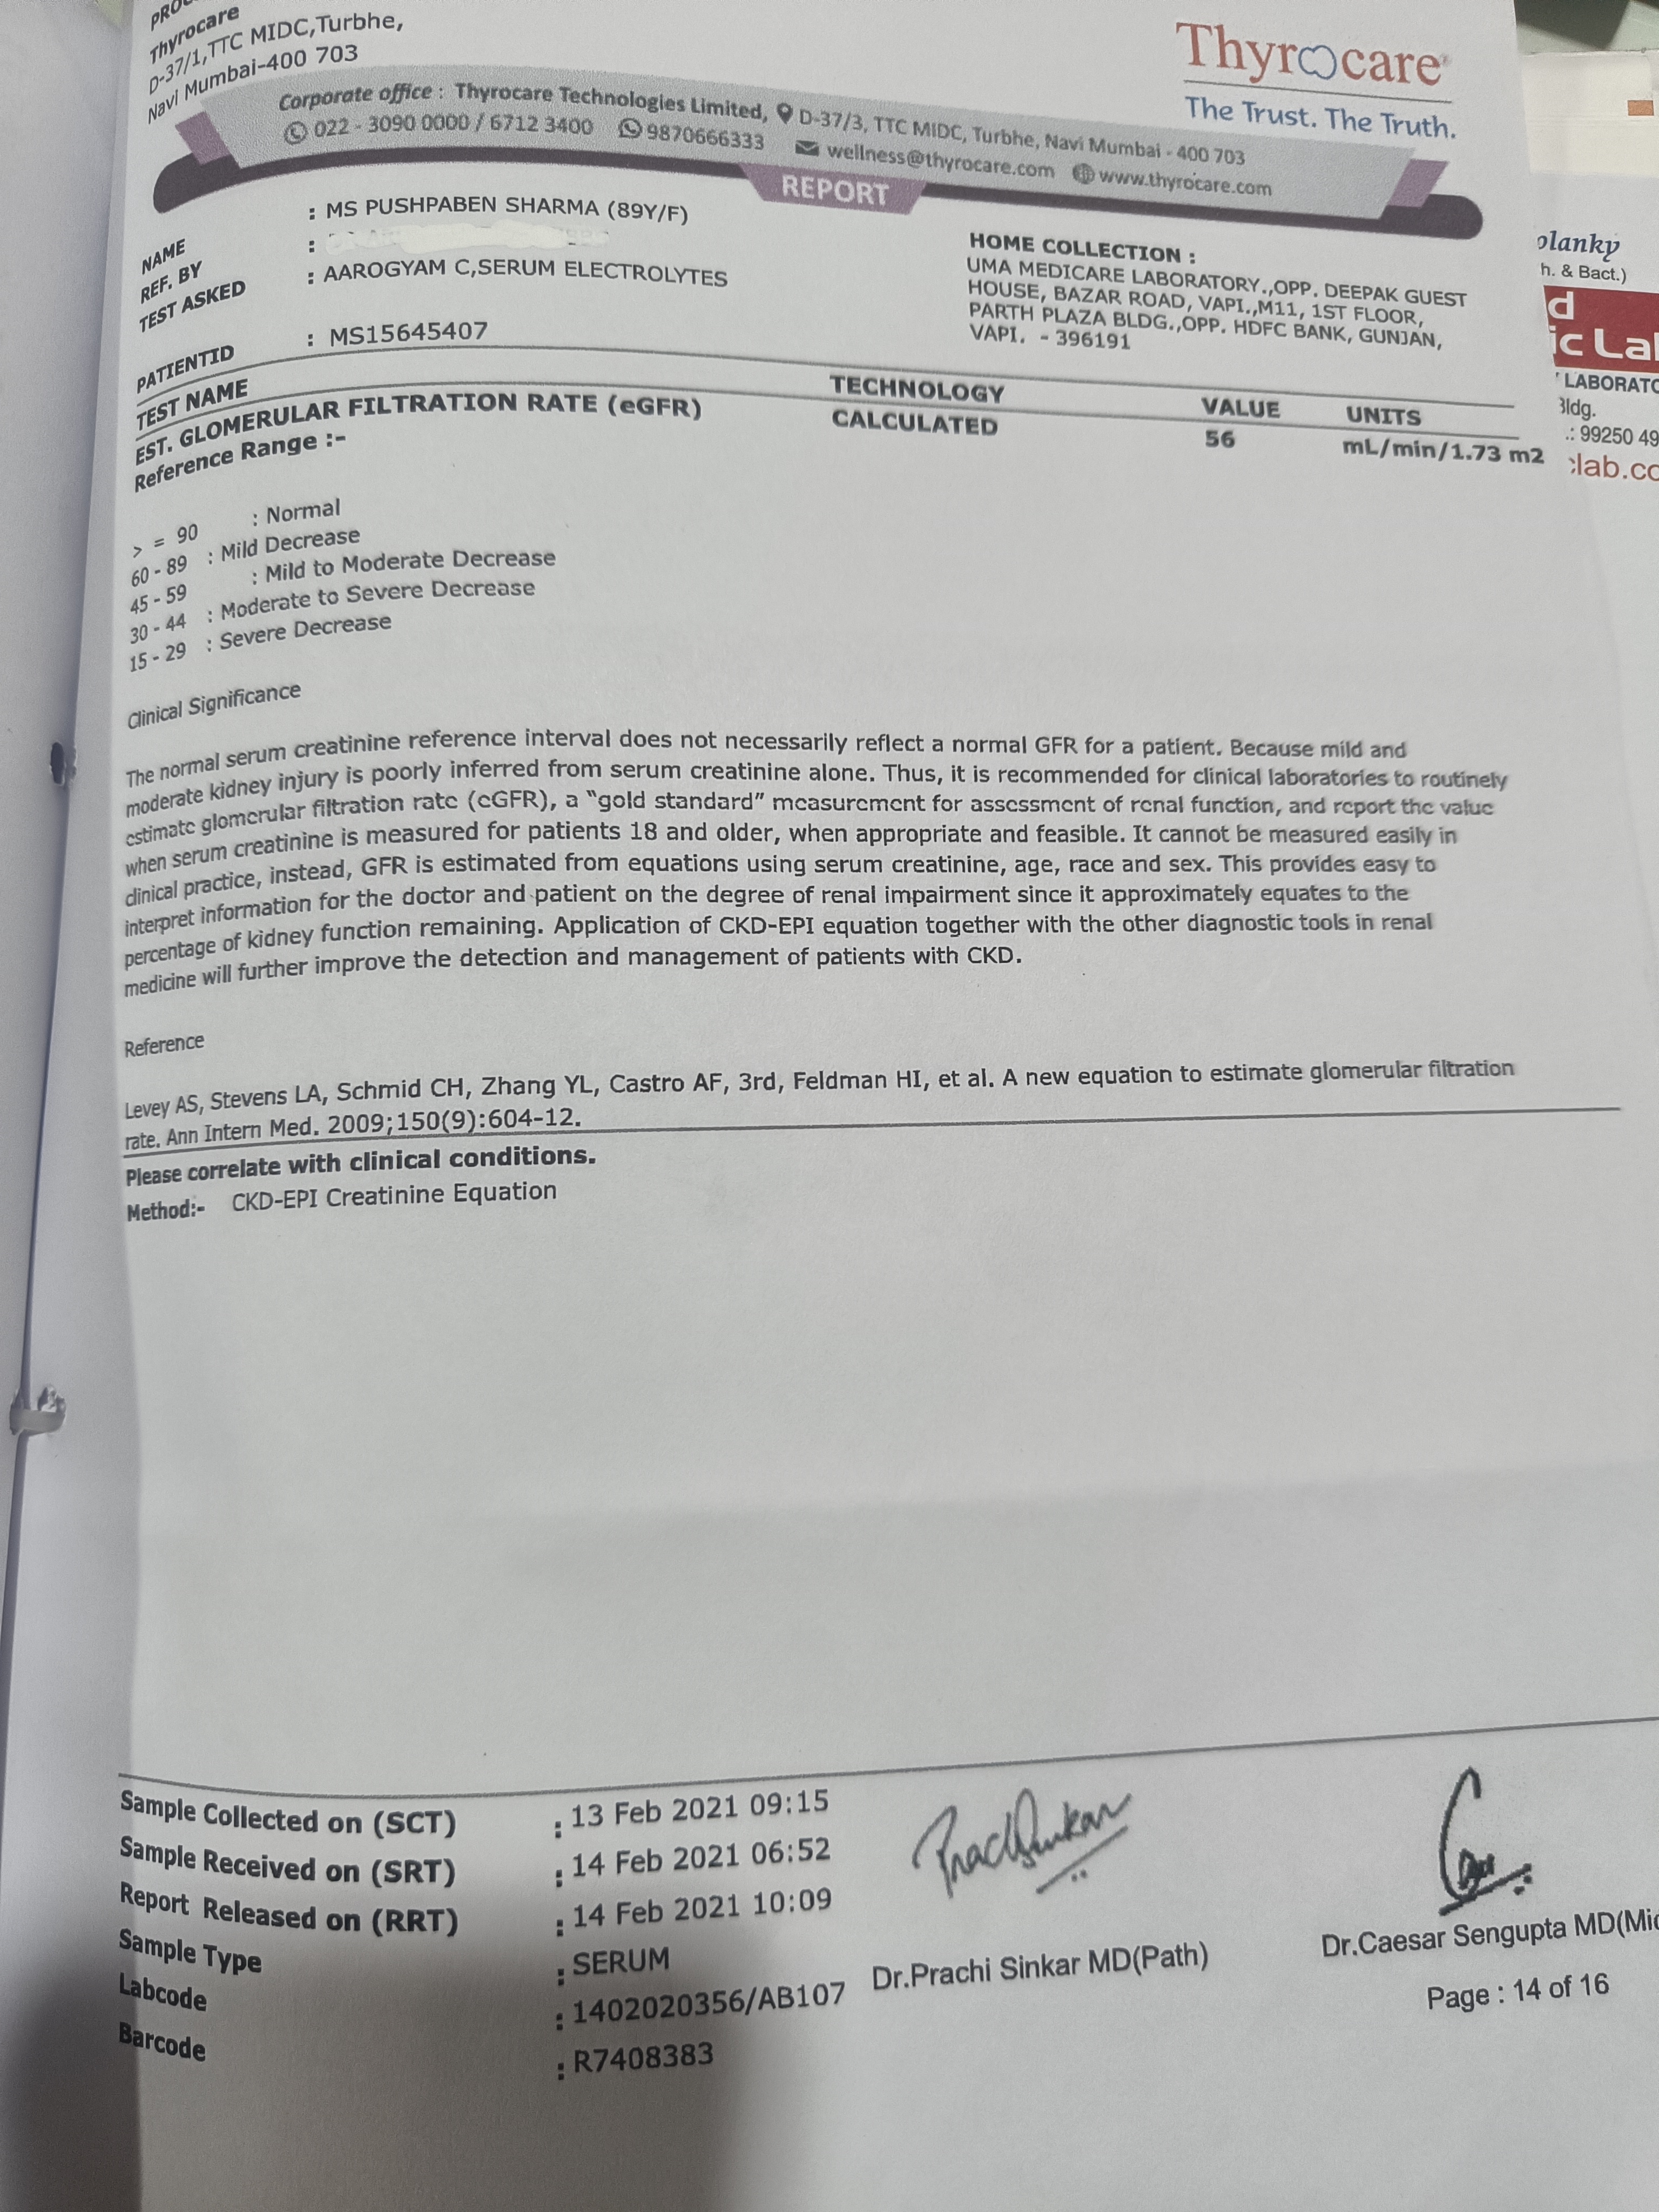 Thyrocare
D-37/1,TTC MIDC,Turbhe,
Navi Mumbai-400 703
Thyrocare
The Trust. The Truth.
Corporate office : Thyrocare Technologies Limited, D-37/3, TTC MIDC, Turbhe, Navi Mumbai - 400 703
022 - 3090 0000 / 6712 3400 9870666333 wellness@thyrocare.com www.thyrocare.com
REPORT
NAME : MS PUSHPABEN SHARMA (89Y/F)
REF. BY :
TEST ASKED : AAROGYAM C,SERUM ELECTROLYTES
HOME COLLECTION :
UMA MEDICARE LABORATORY.,OPP. DEEPAK GUEST
HOUSE, BAZAR ROAD, VAPI.,M11, 1ST FLOOR,
PARTH PLAZA BLDG.,OPP. HDFC BANK, GUNJAN,
VAPI. - 396191
PATIENTID : MS15645407
TEST NAME TECHNOLOGY VALUE UNITS
EST. GLOMERULAR FILTRATION RATE (eGFR) CALCULATED 56 mL/min/1.73 m2
Reference Range :-
> = 90 : Normal
60 - 89 : Mild Decrease
45 - 59 : Mild to Moderate Decrease
30 - 44 : Moderate to Severe Decrease
15 - 29 : Severe Decrease
Clinical Significance
The normal serum creatinine reference interval does not necessarily reflect a normal GFR for a patient. Because mild and
moderate kidney injury is poorly inferred from serum creatinine alone. Thus, it is recommended for clinical laboratories to routinely
estimate glomerular filtration rate (eGFR), a "gold standard" measurement for assessment of renal function, and report the value
when serum creatinine is measured for patients 18 and older, when appropriate and feasible. It cannot be measured easily in
clinical practice, instead, GFR is estimated from equations using serum creatinine, age, race and sex. This provides easy to
interpret information for the doctor and patient on the degree of renal impairment since it approximately equates to the
percentage of kidney function remaining. Application of CKD-EPI equation together with the other diagnostic tools in renal
medicine will further improve the detection and management of patients with CKD.
Reference
Levey AS, Stevens LA, Schmid CH, Zhang YL, Castro AF, 3rd, Feldman HI, et al. A new equation to estimate glomerular filtration
rate. Ann Intern Med. 2009;150(9):604-12.
Please correlate with clinical conditions.
Method:- CKD-EPI Creatinine Equation
Sample Collected on (SCT) : 13 Feb 2021 09:15
Sample Received on (SRT) : 14 Feb 2021 06:52
Report Released on (RRT) : 14 Feb 2021 10:09
Sample Type : SERUM
Labcode : 1402020356/AB107
Barcode : R7408383
Dr.Prachi Sinkar MD(Path)
Dr.Caesar Sengupta MD(Mic
Page : 14 of 16
olanky
h. & Bact.)
d
ic La
LABORATO
Bldg.
.: 99250 49
lab.co